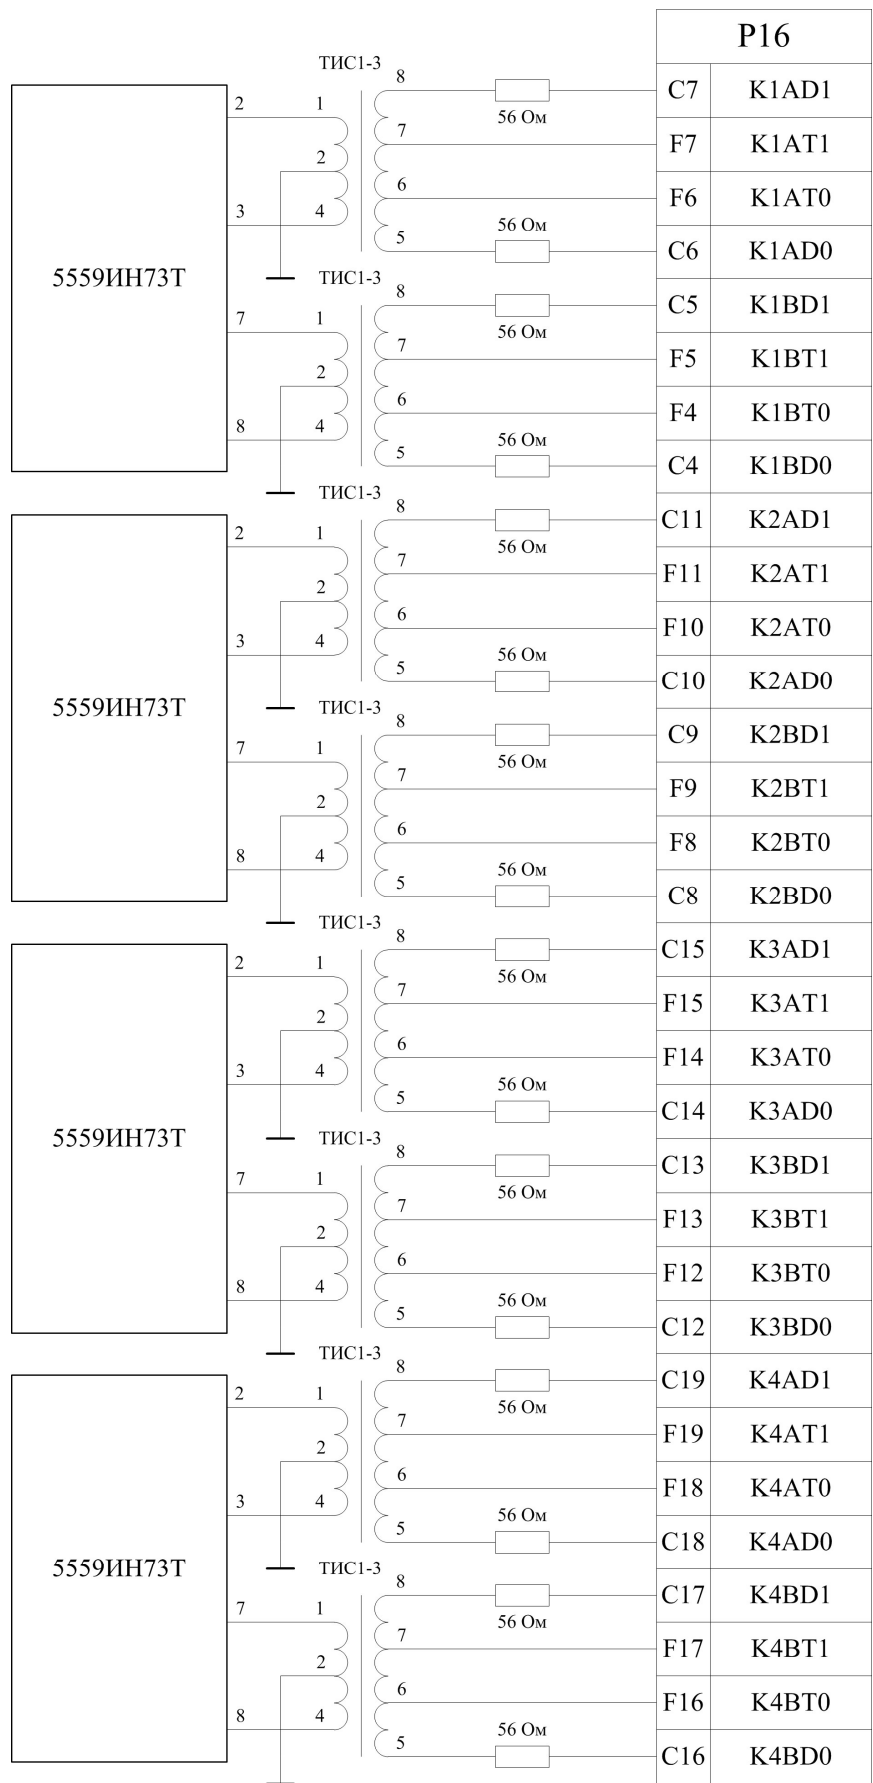 P16
ТИС1-3
8
C7 K1AD1
2 1
56 Ом
7
F7 K1AT1
2
6
F6 K1AT0
3 4
56 Ом
5
C6 K1AD0
5559ИН73Т
ТИС1-3
8
C5 K1BD1
7 1
56 Ом
7
F5 K1BT1
2
6
F4 K1BT0
8 4
56 Ом
5
C4 K1BD0
ТИС1-3
8
C11 K2AD1
2 1
56 Ом
7
F11 K2AT1
2
6
F10 K2AT0
3 4
56 Ом
5
C10 K2AD0
5559ИН73Т
ТИС1-3
8
C9 K2BD1
7 1
56 Ом
7
F9 K2BT1
2
6
F8 K2BT0
8 4
56 Ом
5
C8 K2BD0
ТИС1-3
8
C15 K3AD1
2 1
56 Ом
7
F15 K3AT1
2
6
F14 K3AT0
3 4
56 Ом
5
C14 K3AD0
5559ИН73Т
ТИС1-3
8
C13 K3BD1
7 1
56 Ом
7
F13 K3BT1
2
6
F12 K3BT0
8 4
56 Ом
5
C12 K3BD0
ТИС1-3
8
C19 K4AD1
2 1
56 Ом
7
F19 K4AT1
2
6
F18 K4AT0
3 4
56 Ом
5
C18 K4AD0
5559ИН73Т
ТИС1-3
8
C17 K4BD1
7 1
56 Ом
7
F17 K4BT1
2
6
F16 K4BT0
8 4
56 Ом
5
C16 K4BD0